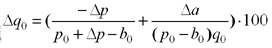 Δq₀ = (−Δp / (p₀ + Δp − b₀) + Δa / ((p₀ − b₀)q₀)) · 100